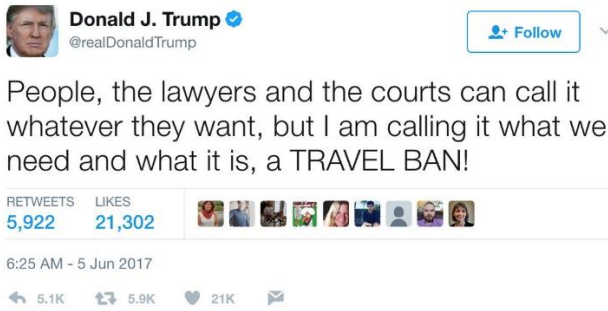 Donald J. Trump
@realDonaldTrump
Follow
People, the lawyers and the courts can call it
whatever they want, but I am calling it what we
need and what it is, a TRAVEL BAN!
RETWEETS LIKES
5,922 21,302
6:25 AM - 5 Jun 2017
5.1K 5.9K 21K